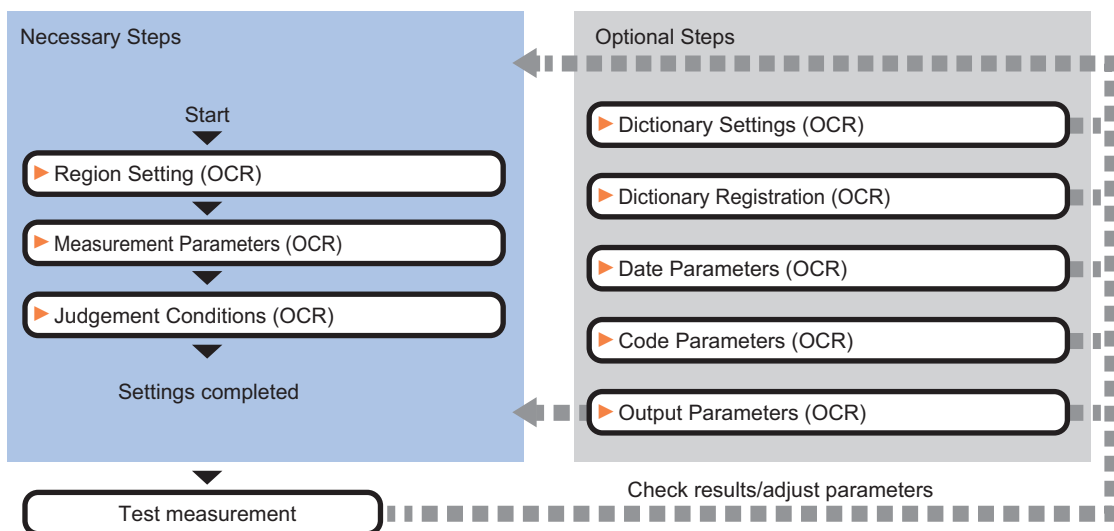 Necessary Steps
Start
Region Setting (OCR)
Measurement Parameters (OCR)
Judgement Conditions (OCR)
Settings completed
Test measurement
Optional Steps
Dictionary Settings (OCR)
Dictionary Registration (OCR)
Date Parameters (OCR)
Code Parameters (OCR)
Output Parameters (OCR)
Check results/adjust parameters